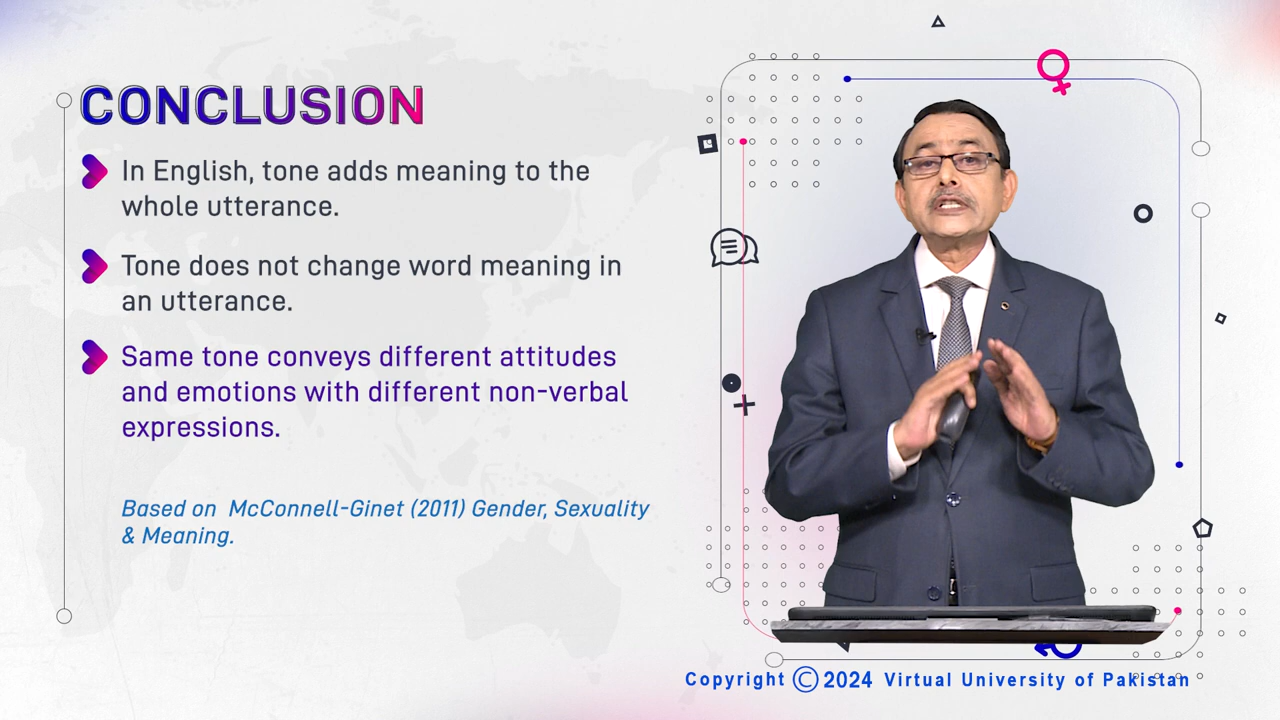 CONCLUSION
In English, tone adds meaning to the
whole utterance.
Tone does not change word meaning in
an utterance.
Same tone conveys different attitudes
and emotions with different non-verbal
expressions.
Based on McConnell-Ginet (2011) Gender, Sexuality
& Meaning.
Copyright © 2024 Virtual University of Pakistan